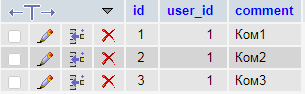 id user_id comment
1 1 Ком1
2 1 Ком2
3 1 Ком3